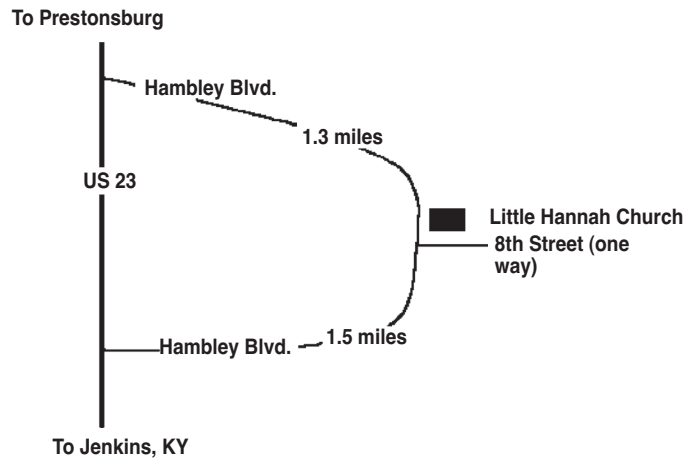 To Prestonsburg
Hambley Blvd.
1.3 miles
US 23
Little Hannah Church
8th Street (one
way)
1.5 miles
Hambley Blvd.
To Jenkins, KY